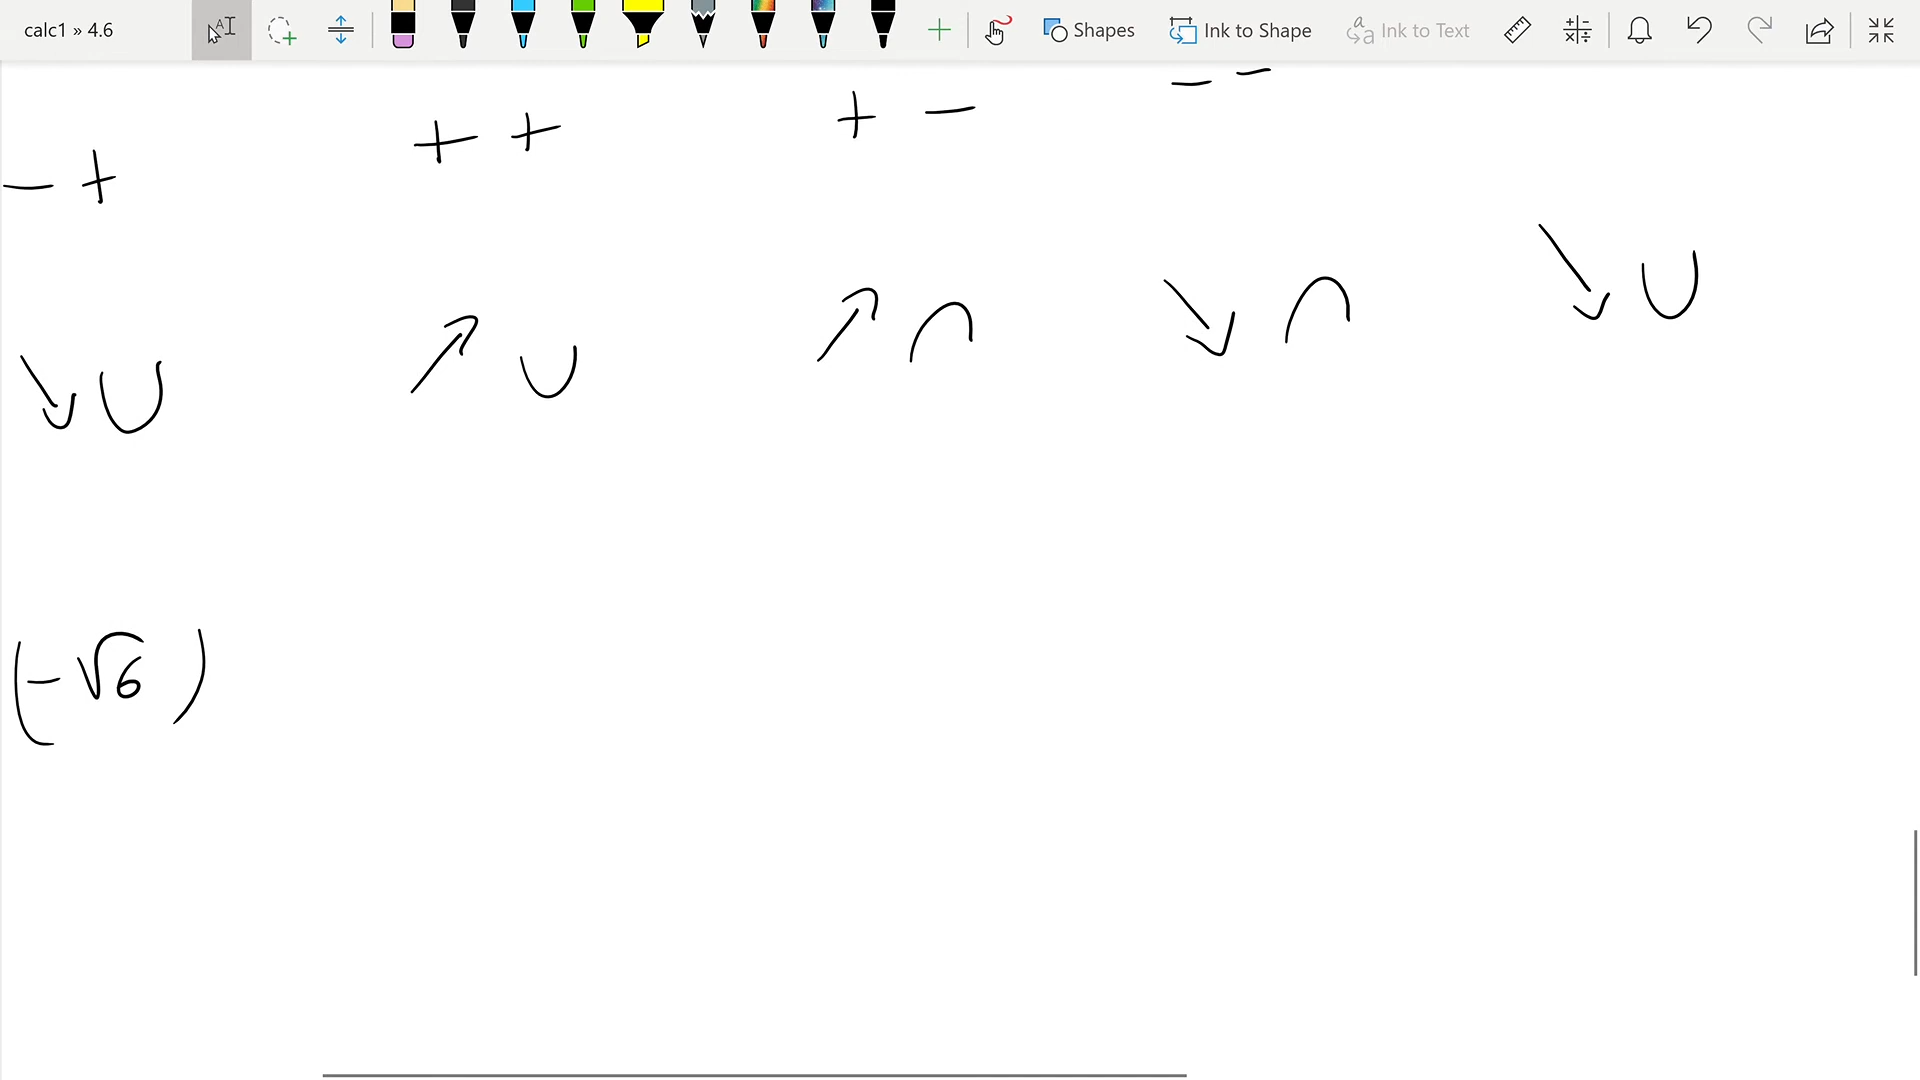 calc1 » 4.6 Shapes Ink to Shape Ink to Text
- -
+ -
+ +
- +
↘ ∪ ↗ ∪ ↗ ∩ ↘ ∩ ↘ ∪
(-√6 )